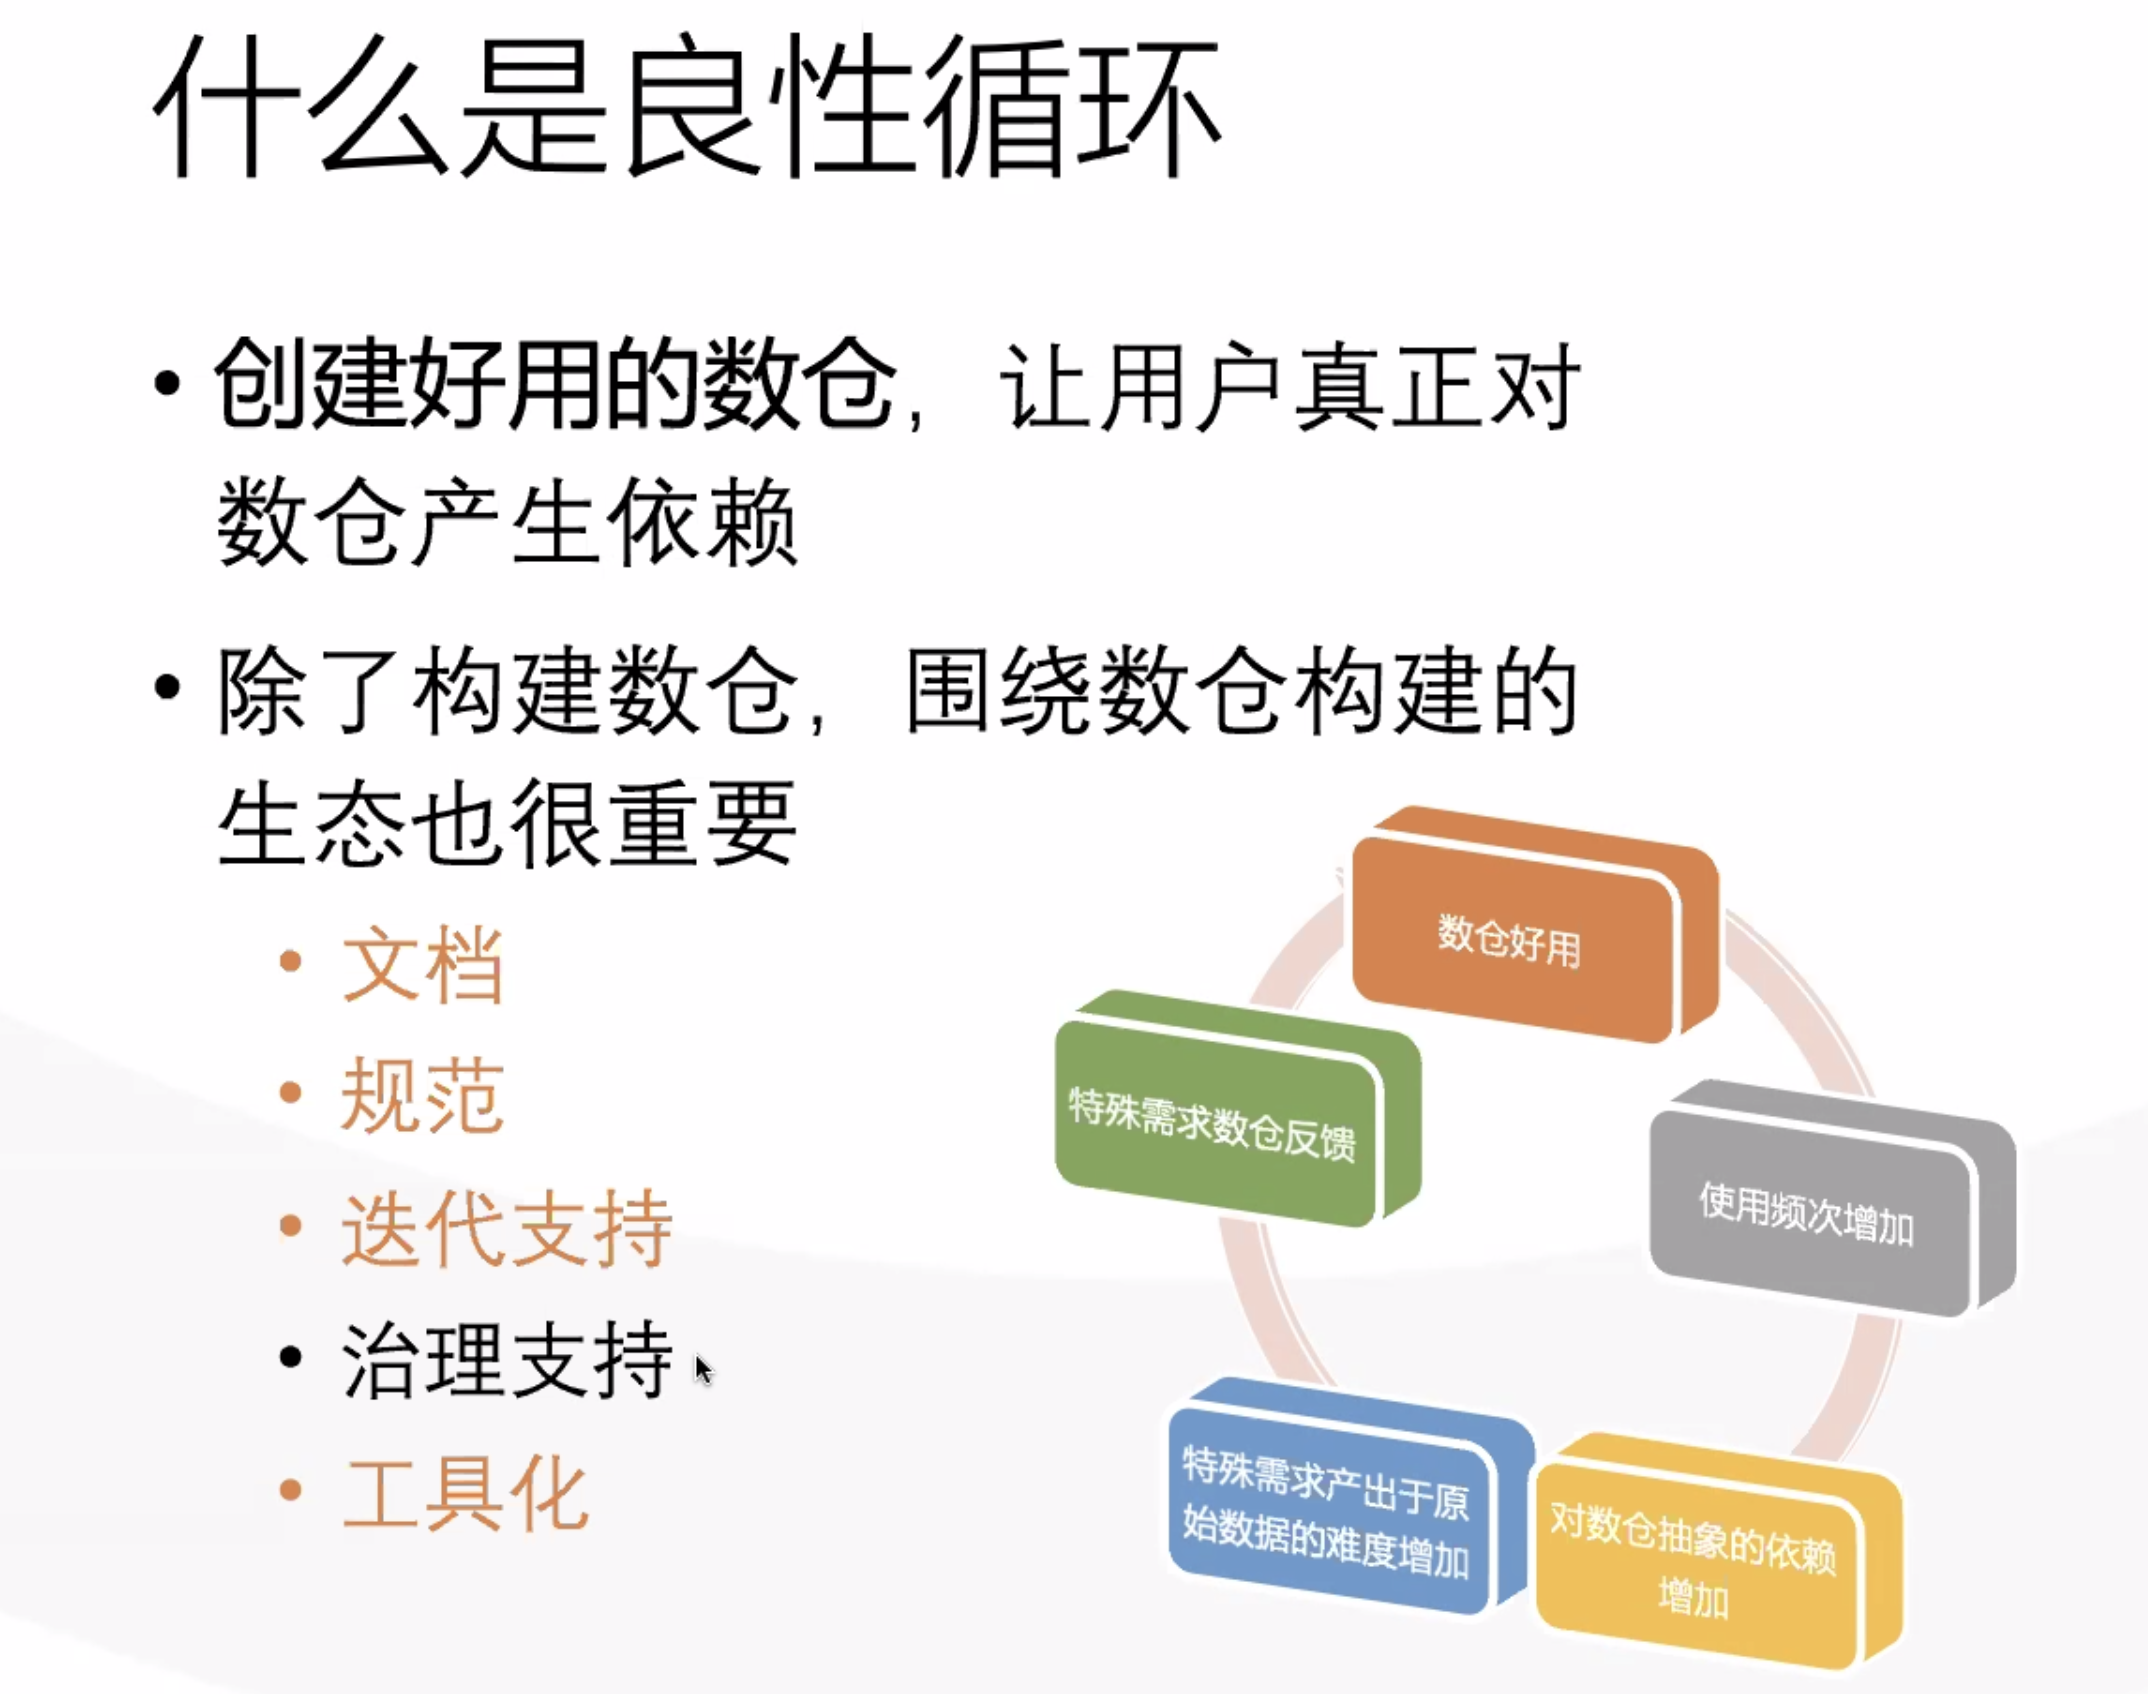 什么是良性循环
• 创建好用的数仓，让用户真正对
数仓产生依赖
• 除了构建数仓，围绕数仓构建的
生态也很重要
• 文档
• 规范
• 迭代支持
• 治理支持
• 工具化
数仓好用
使用频次增加
对数仓抽象的依赖
增加
特殊需求产出于原
始数据的难度增加
特殊需求数仓反馈